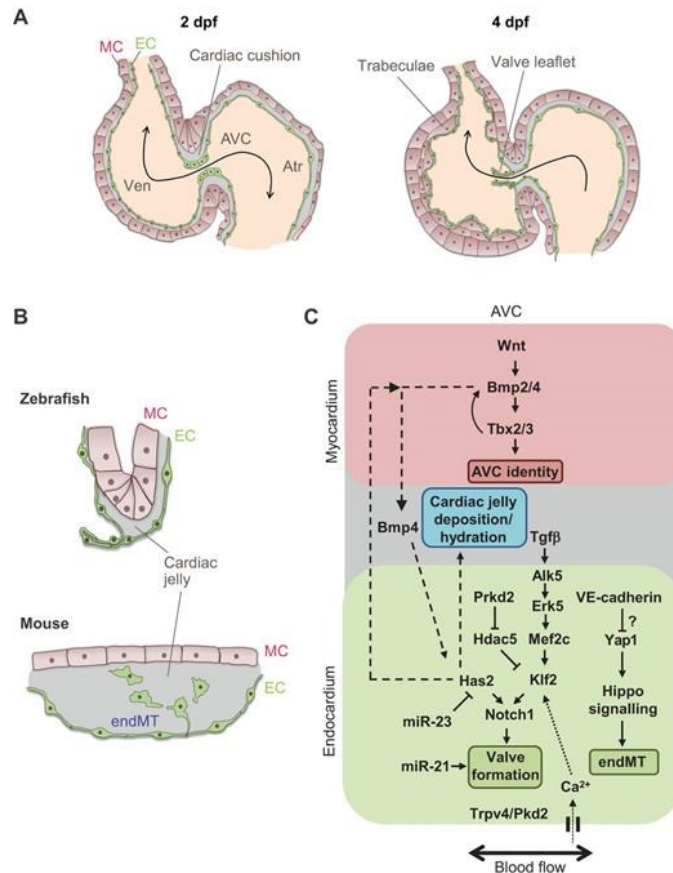 A
2 dpf
4 dpf
MC
EC
Cardiac cushion
Trabeculae
Valve leaflet
AVC
Ven
Atr
B
Zebrafish
MC
EC
Cardiac
jelly
Mouse
MC
EC
endMT
C
AVC
Myocardium
Wnt
Bmp2/4
Tbx2/3
AVC identity
Cardiac jelly
deposition/
hydration
Bmp4
Tgfβ
Endocardium
Alk5
Prkd2
Erk5
VE-cadherin
?
Hdac5
Mef2c
Yap1
Has2
Klf2
miR-23
Notch1
Hippo
signalling
miR-21
Valve
formation
endMT
Ca2+
Trpv4/Pkd2
Blood flow